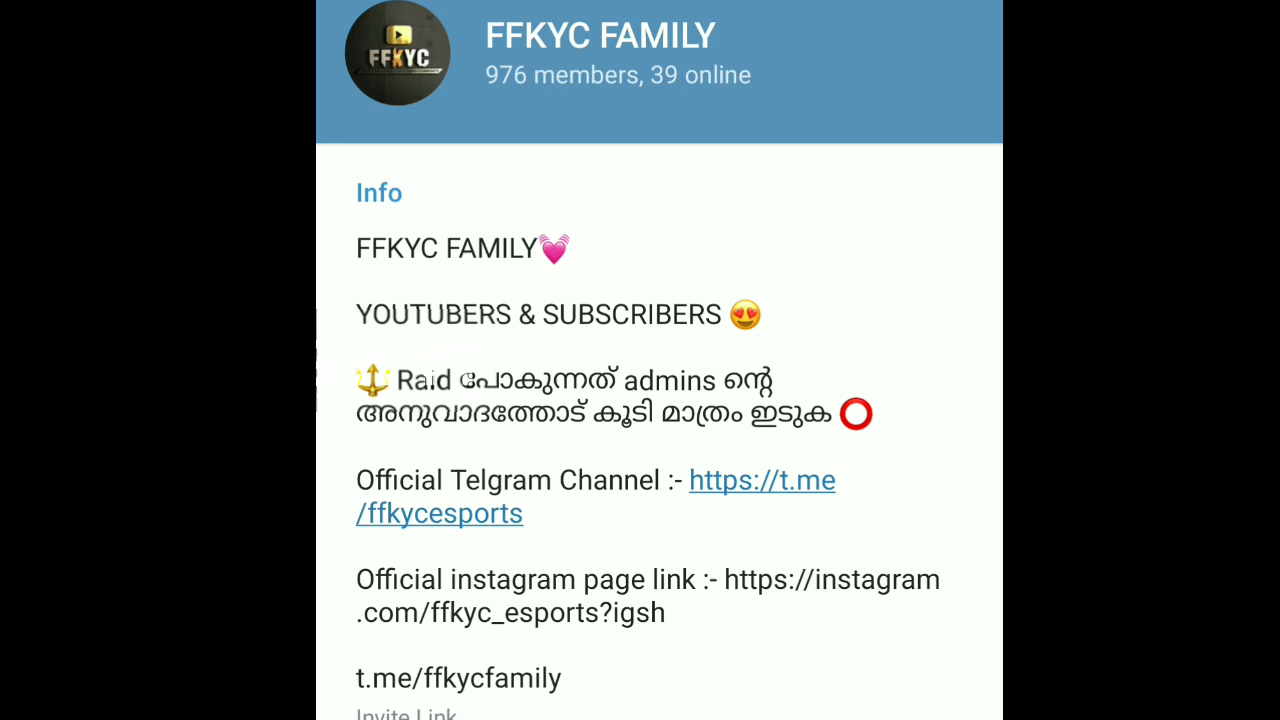 FFKYC
FFKYC FAMILY
976 members, 39 online
Info
FFKYC FAMILY💓
YOUTUBERS & SUBSCRIBERS 😍
🔱 Raid പോകുന്നത് admins ന്റെ
അനുവാദത്തോട് കൂടി മാത്രം ഇടുക ⭕
Official Telgram Channel :- https://t.me
/ffkycesports
Official instagram page link :- https://instagram
.com/ffkyc_esports?igsh
t.me/ffkycfamily
Invite Link